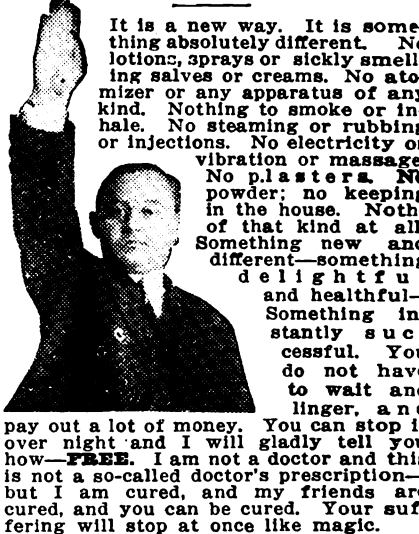 It is a new way. It is some-
thing absolutely different. No
lotions, sprays or sickly smell
ing salves or creams. No ato-
mizer or any apparatus of any
kind. Nothing to smoke or in-
hale. No steaming or rubbing
or injections. No electricity or
vibration or massage.
No plasters. No
powder; no keeping
in the house. Noth-
of that kind at all.
Something new and
different—something
delightful
and healthful—
Something in-
stantly suc-
cessful. You
do not have
to wait and
linger, and
pay out a lot of money. You can stop it
over night and I will gladly tell you
how—FREE. I am not a doctor and this
is not a so-called doctor's prescription—
but I am cured, and my friends are
cured, and you can be cured. Your suf-
fering will stop at once like magic.